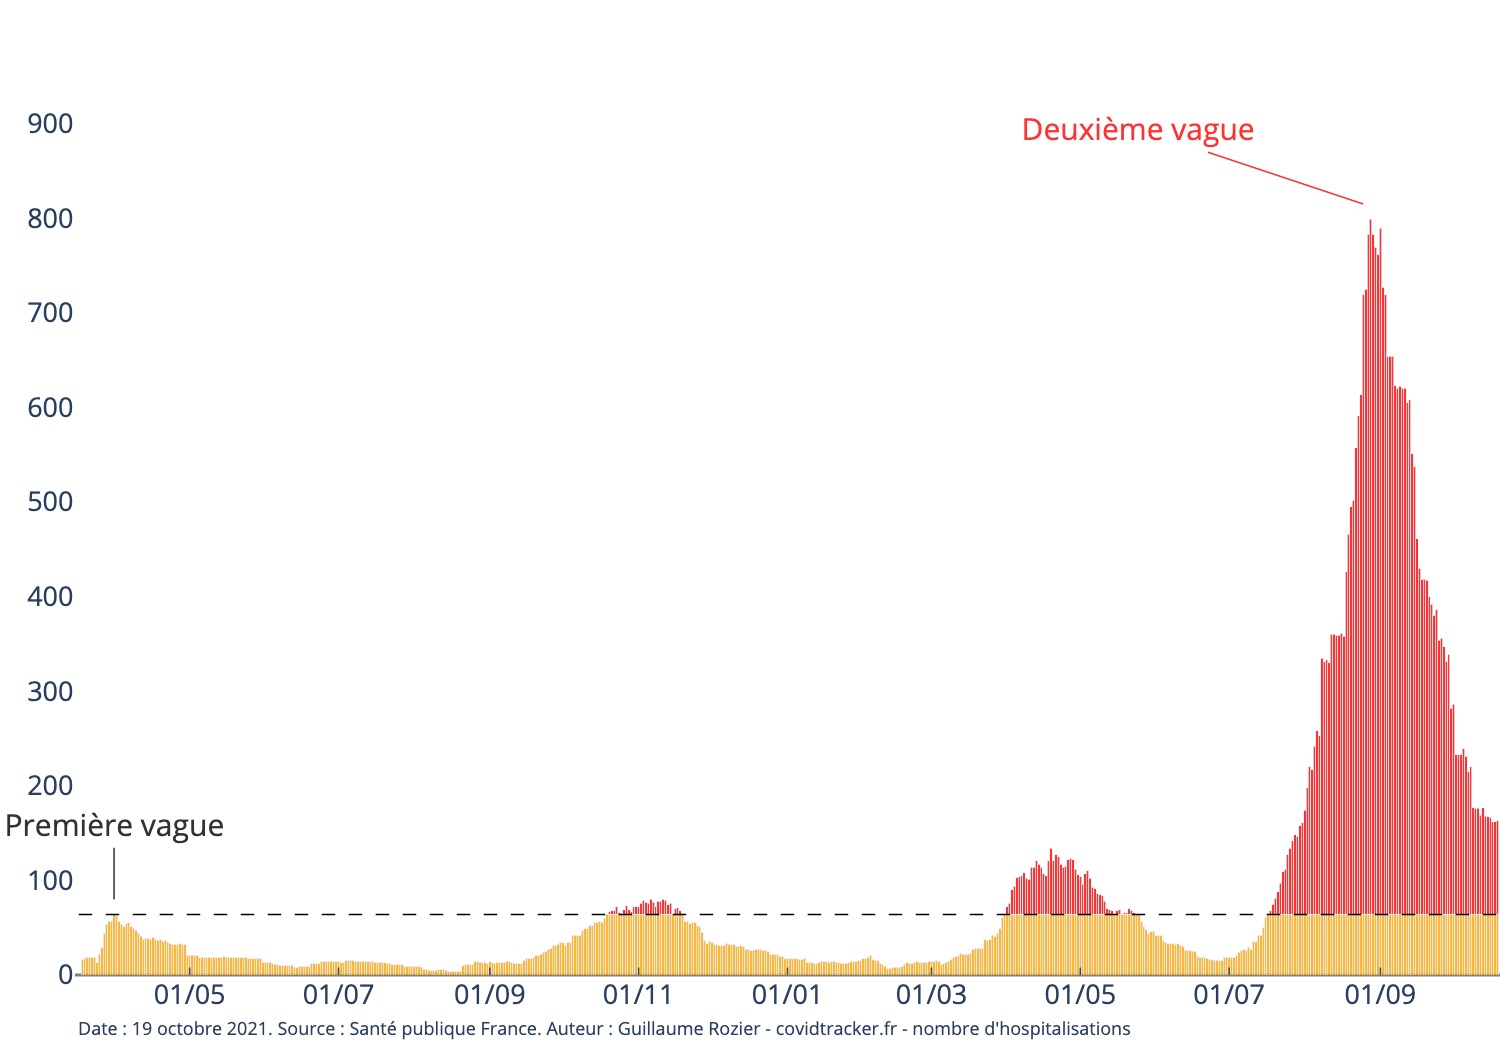 900
Deuxième vague
800
700
600
500
400
300
200
Première vague
100
0
01/05 01/07 01/09 01/11 01/01 01/03 01/05 01/07 01/09
Date : 19 octobre 2021. Source : Santé publique France. Auteur : Guillaume Rozier - covidtracker.fr - nombre d'hospitalisations